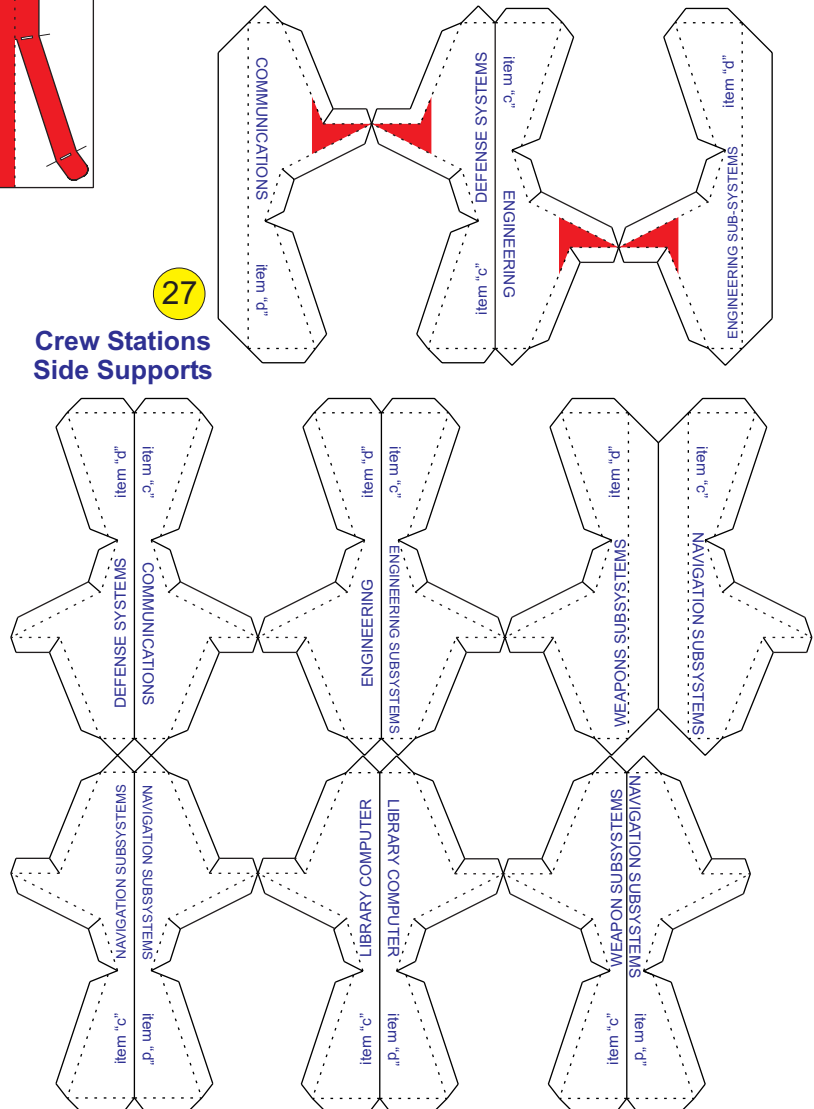 COMMUNICATIONS
item "d"
DEFENSE SYSTEMS
item "c"
item "c"
ENGINEERING
item "d"
ENGINEERING SUB-SYSTEMS
27
Crew Stations
Side Supports
item "d"
DEFENSE SYSTEMS
item "c"
COMMUNICATIONS
item "d"
ENGINEERING
item "c"
ENGINEERING SUBSYSTEMS
item "d"
WEAPONS SUBSYSTEMS
item "c"
NAVIGATION SUBSYSTEMS
NAVIGATION SUBSYSTEMS
item "c"
NAVIGATION SUBSYSTEMS
item "d"
LIBRARY COMPUTER
item "c"
LIBRARY COMPUTER
item "d"
WEAPON SUBSYSTEMS
item "c"
NAVIGATION SUBSYSTEMS
item "d"